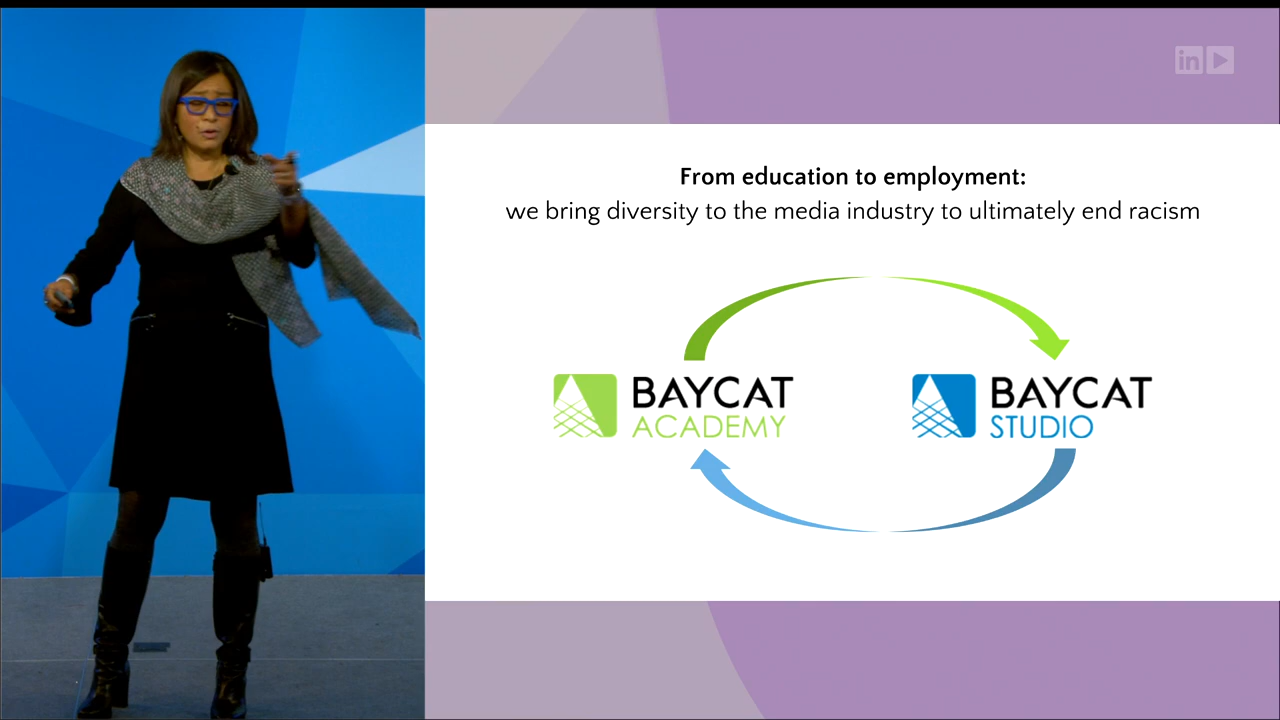 in
From education to employment:
we bring diversity to the media industry to ultimately end racism
BAYCAT
ACADEMY
BAYCAT
STUDIO